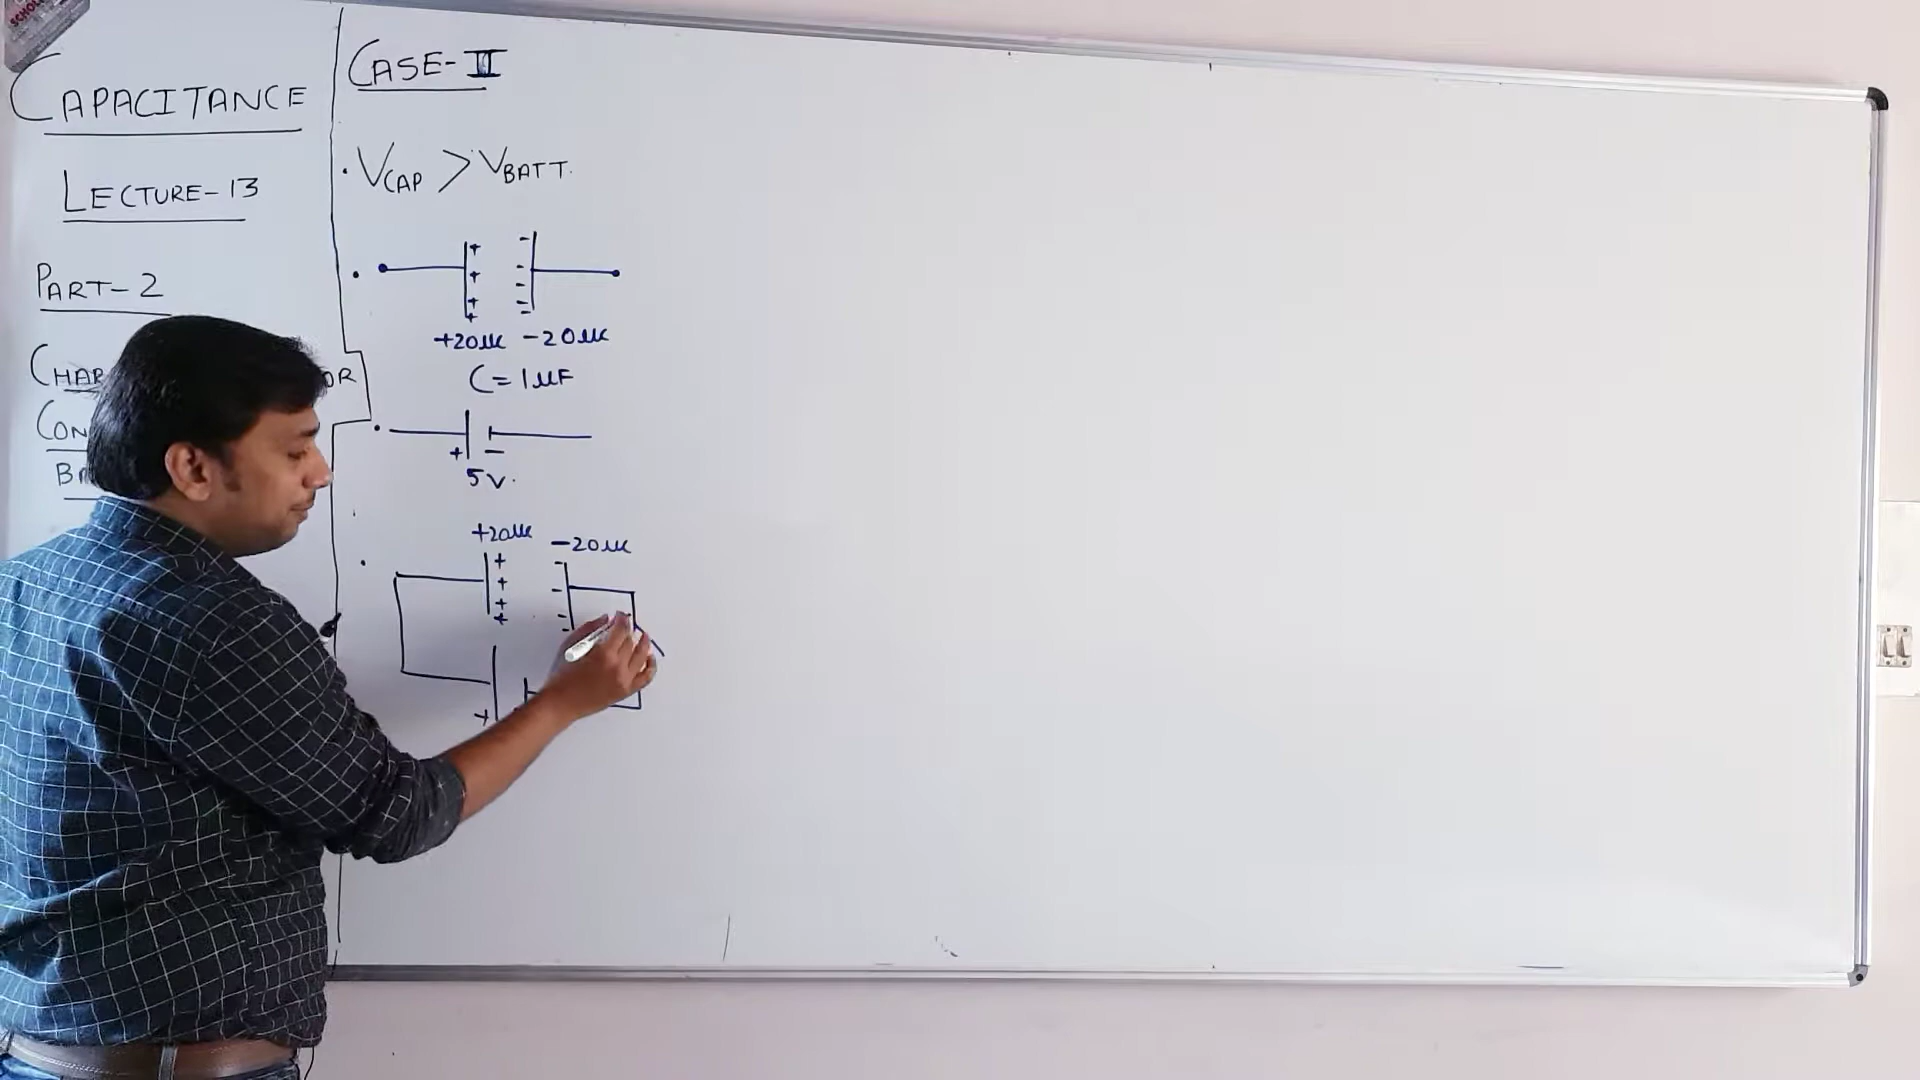 CAPACITANCE
LECTURE-13
PART-2
CASE-II
. VCAP > VBATT.
+20µC -20µC
C=1µF
+ -
5V.
+20µC -20µC
+